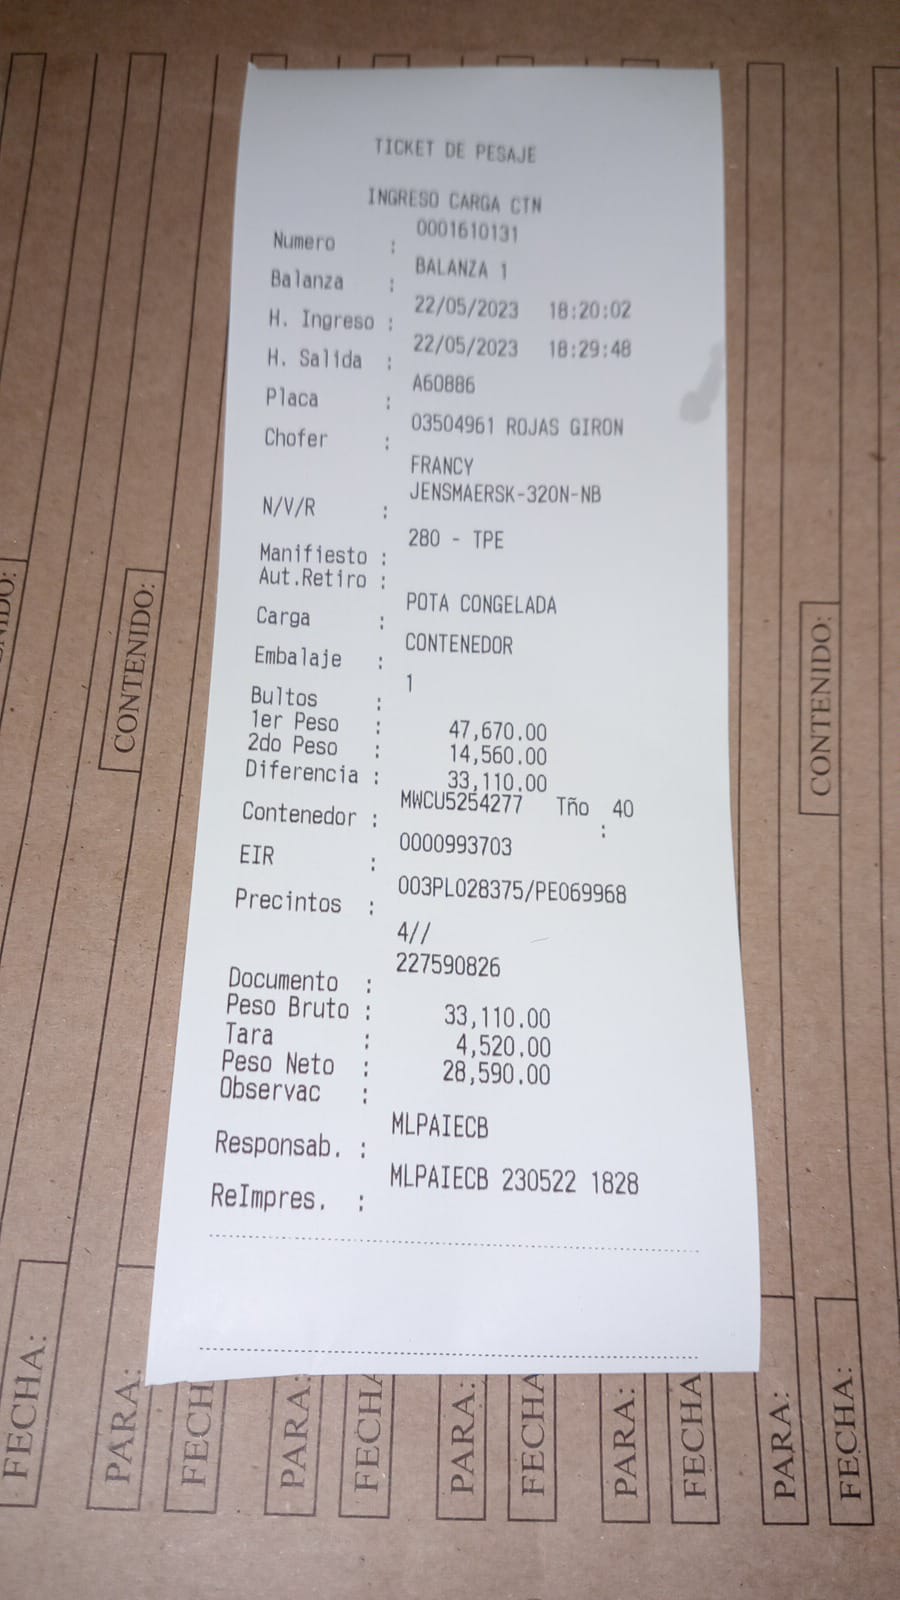 TICKET DE PESAJE
INGRESO CARGA CTN
Numero : 0001610131
Balanza : BALANZA 1
H. Ingreso : 22/05/2023 18:20:02
H. Salida : 22/05/2023 18:29:48
Placa : A60886
Chofer : 03504961 ROJAS GIRON
FRANCY
N/V/R : JENSMAERSK-320N-NB
Manifiesto : 280 - TPE
Aut.Retiro :
Carga : POTA CONGELADA
Embalaje : CONTENEDOR
Bultos : 1
1er Peso : 47,670.00
2do Peso : 14,560.00
Diferencia : 33,110.00
Contenedor : MWCU5254277 Tño 40
:
EIR : 0000993703
Precintos : 003PL028375/PE069968
4//
Documento : 227590826
Peso Bruto : 33,110.00
Tara : 4,520.00
Peso Neto : 28,590.00
Observac :
Responsab. : MLPAIECB
ReImpres. : MLPAIECB 230522 1828
CONTENIDO:
CONTENIDO:
FECHA:
PARA:
FECH
PARA:
FECHA
PARA:
FECHA
PARA:
FECHA
PARA:
FECHA: